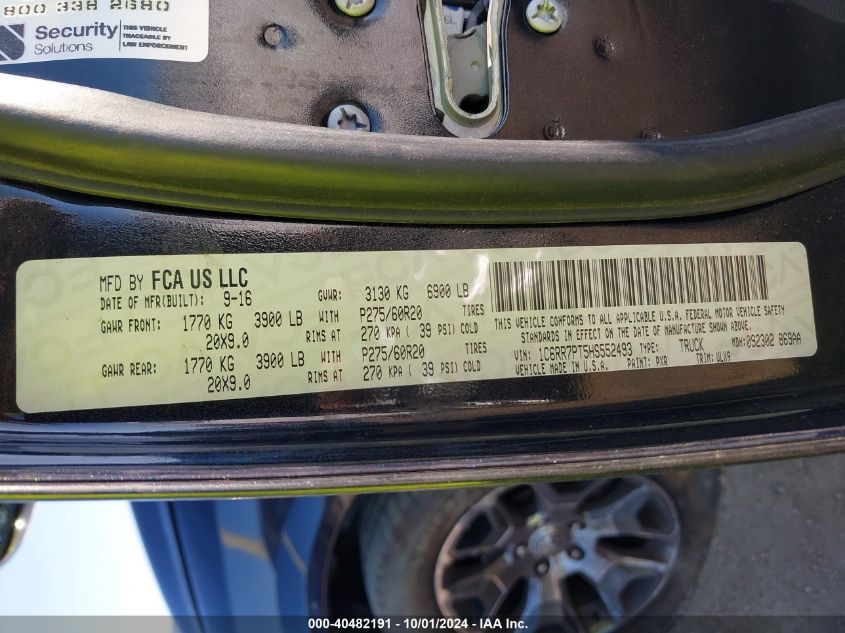 800 338 2680
Security
Solutions
THIS VEHICLE
TRACEABLE BY
LAW ENFORCEMENT
MFD BY FCA US LLC
DATE OF MFR(BUILT): 9-16 GVWR: 3130 KG 6900 LB
GAWR FRONT: 1770 KG 3900 LB WITH P275/60R20 TIRES
20X9.0 RIMS AT 270 KPA ( 39 PSI) COLD
GAWR REAR: 1770 KG 3900 LB WITH P275/60R20 TIRES
20X9.0 RIMS AT 270 KPA ( 39 PSI) COLD
THIS VEHICLE CONFORMS TO ALL APPLICABLE U.S.A. FEDERAL MOTOR VEHICLE SAFETY
STANDARDS IN EFFECT ON THE DATE OF MANUFACTURE SHOWN ABOVE.
VIN: 1C6RR7PT5HS552493 TYPE: TRUCK MDH:092302 869AA
VEHICLE MADE IN U.S.A. PAINT: PXR TRIM: VLX9
000-40482191 - 10/01/2024 - IAA Inc.